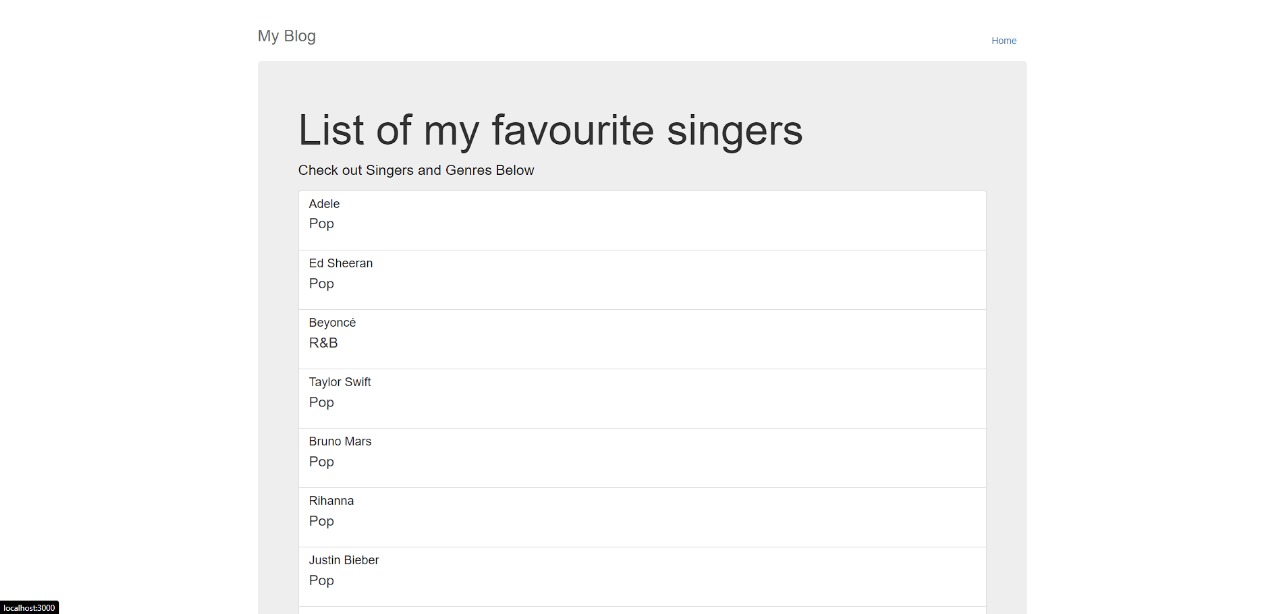 My Blog
Home
List of my favourite singers
Check out Singers and Genres Below
Adele
Pop
Ed Sheeran
Pop
Beyoncé
R&B
Taylor Swift
Pop
Bruno Mars
Pop
Rihanna
Pop
Justin Bieber
Pop
localhost:3000